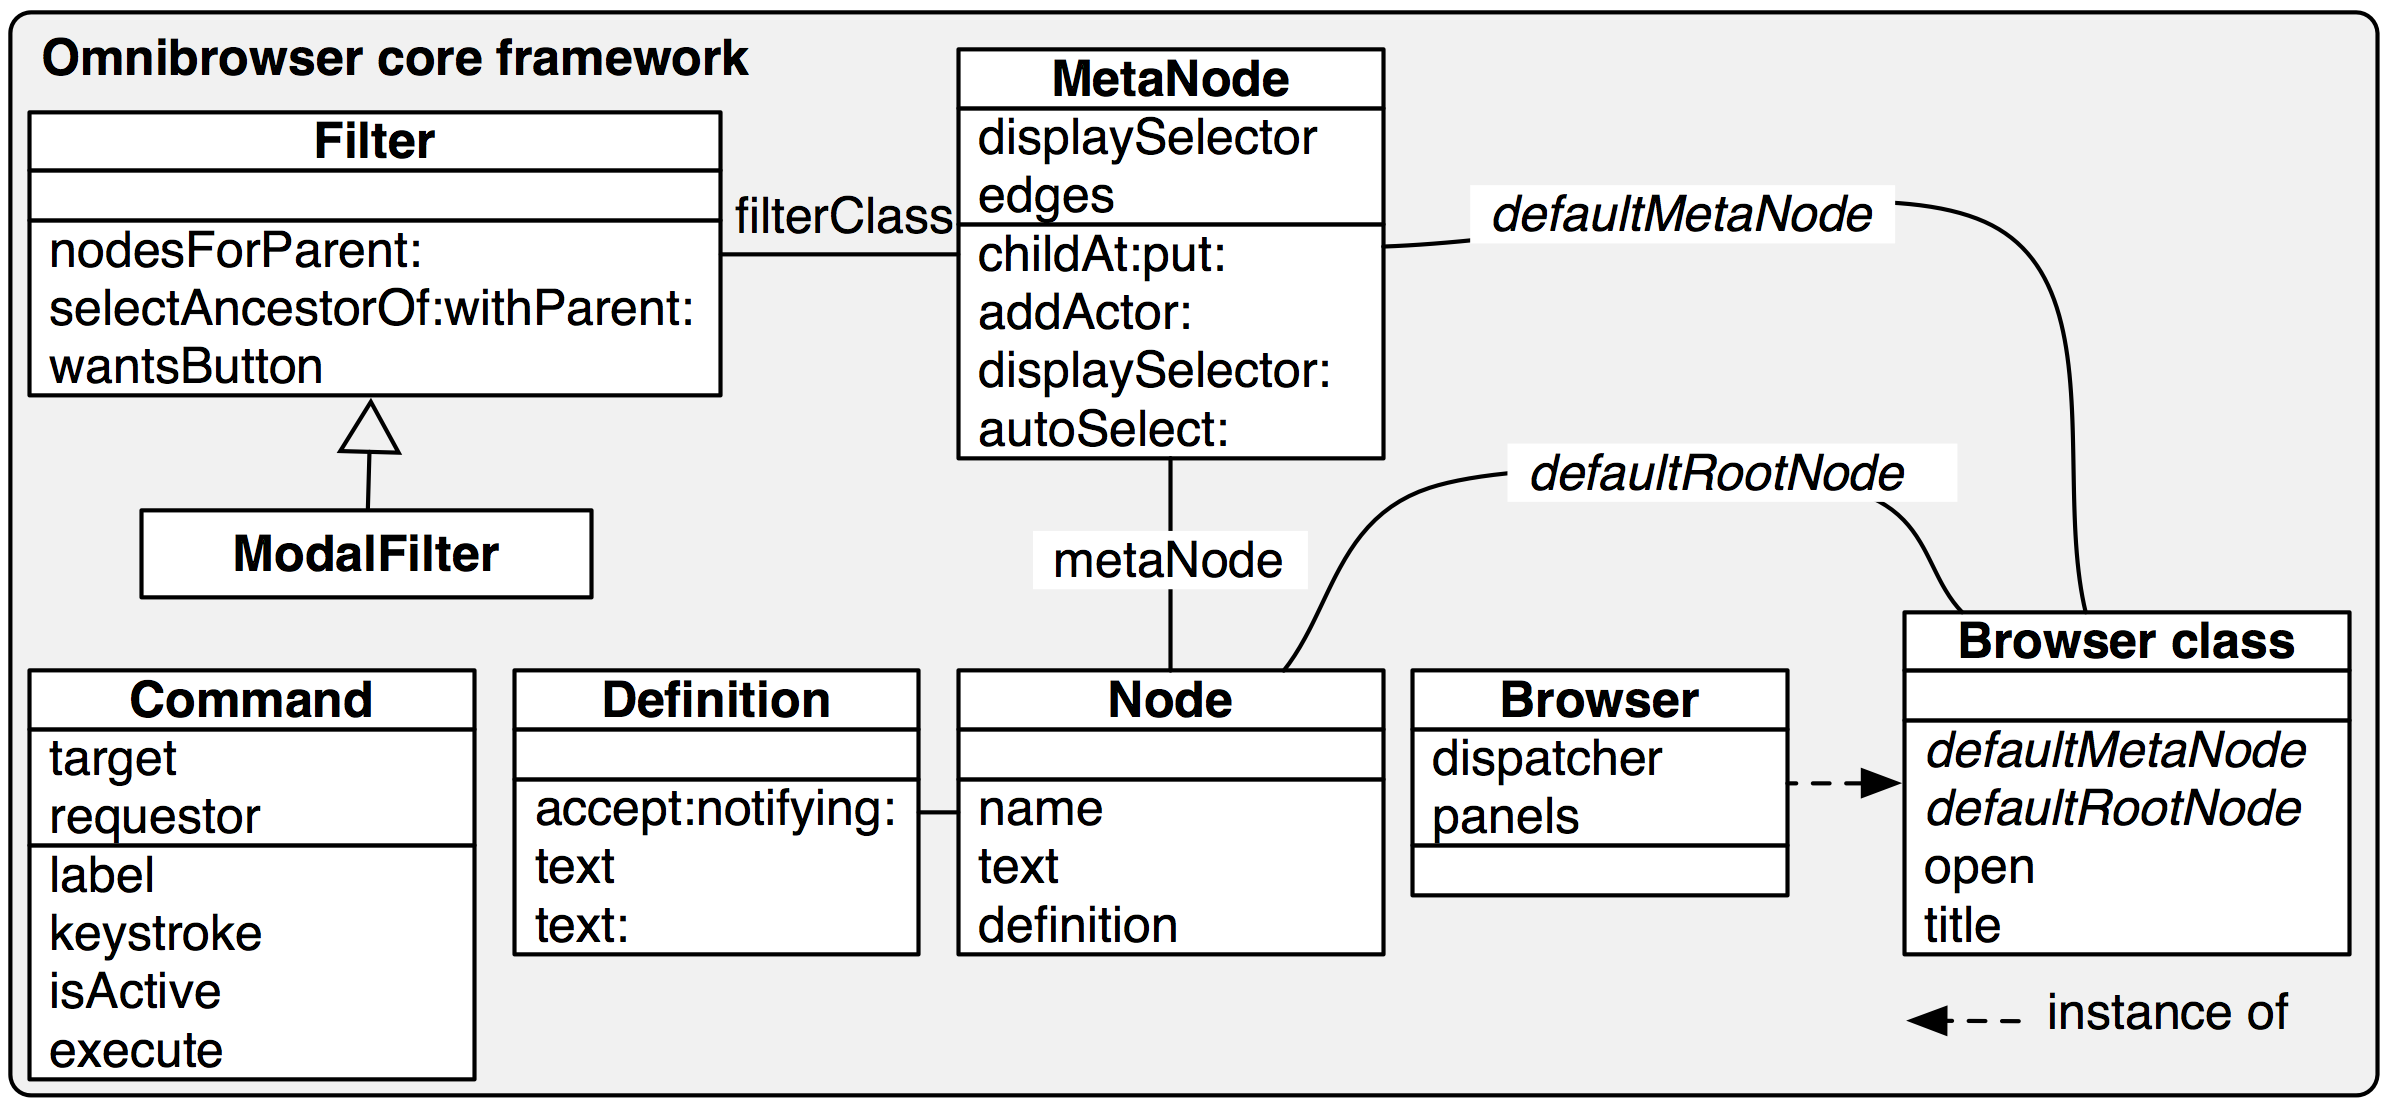 Omnibrowser core framework
Filter
nodesForParent:
selectAncestorOf:withParent:
wantsButton
filterClass
MetaNode
displaySelector
edges
childAt:put:
addActor:
displaySelector:
autoSelect:
defaultMetaNode
defaultRootNode
ModalFilter
metaNode
Command
target
requestor
label
keystroke
isActive
execute
Definition
accept:notifying:
text
text:
Node
name
text
definition
Browser
dispatcher
panels
Browser class
defaultMetaNode
defaultRootNode
open
title
instance of